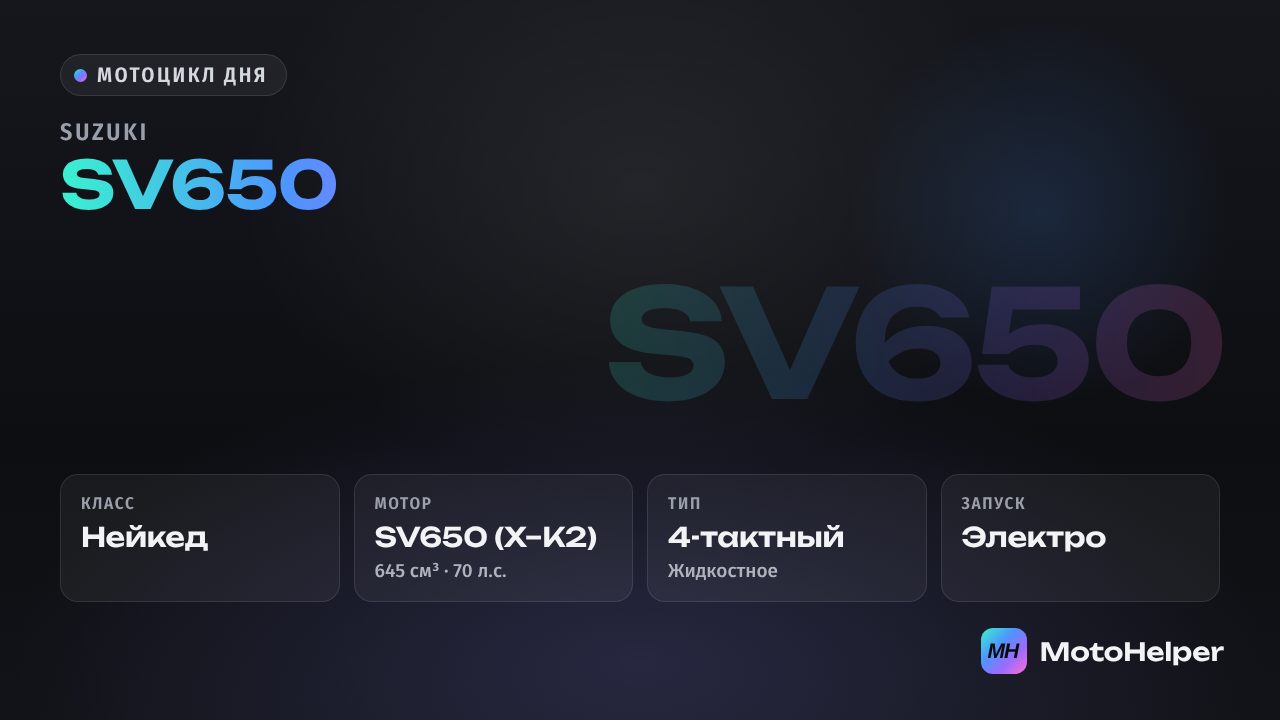 МОТОЦИКЛ ДНЯ
SUZUKI
SV650
SV650
КЛАСС
Нейкед
МОТОР
SV650 (X–K2)
645 см³ · 70 л.с.
ТИП
4-тактный
Жидкостное
ЗАПУСК
Электро
MH MotoHelper